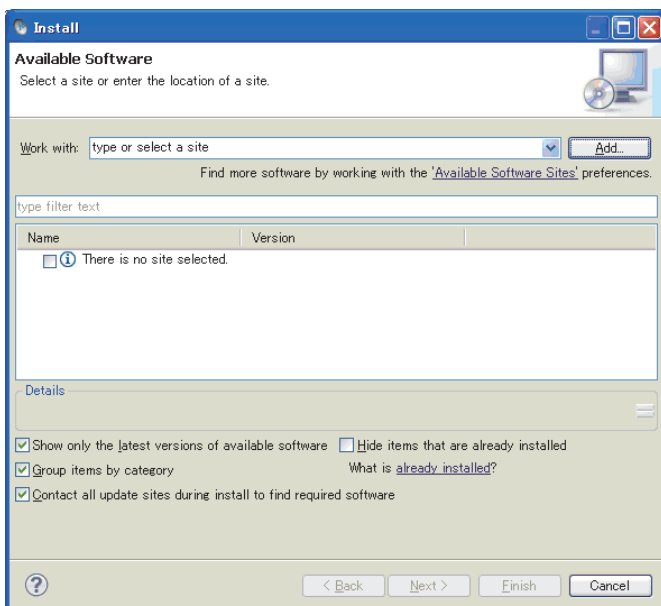 Install
Available Software
Select a site or enter the location of a site.
Work with: type or select a site Add...
Find more software by working with the 'Available Software Sites' preferences.
type filter text
Name Version
There is no site selected.
Details
Show only the latest versions of available software Hide items that are already installed
Group items by category What is already installed?
Contact all update sites during install to find required software
? < Back Next > Finish Cancel